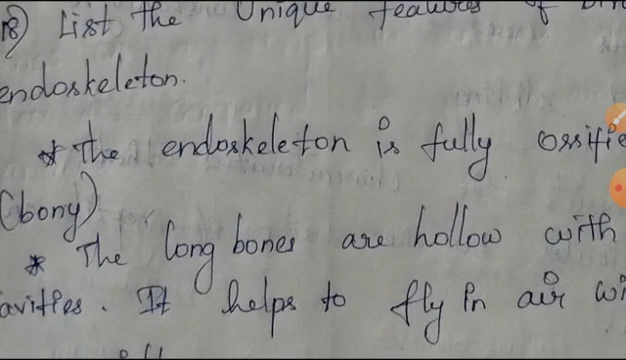 18) List the Unique features of
endoskeleton.
* The endoskeleton is fully ossifie
(bony)
* The long bones are hollow with
avities. It helps to fly in air wi